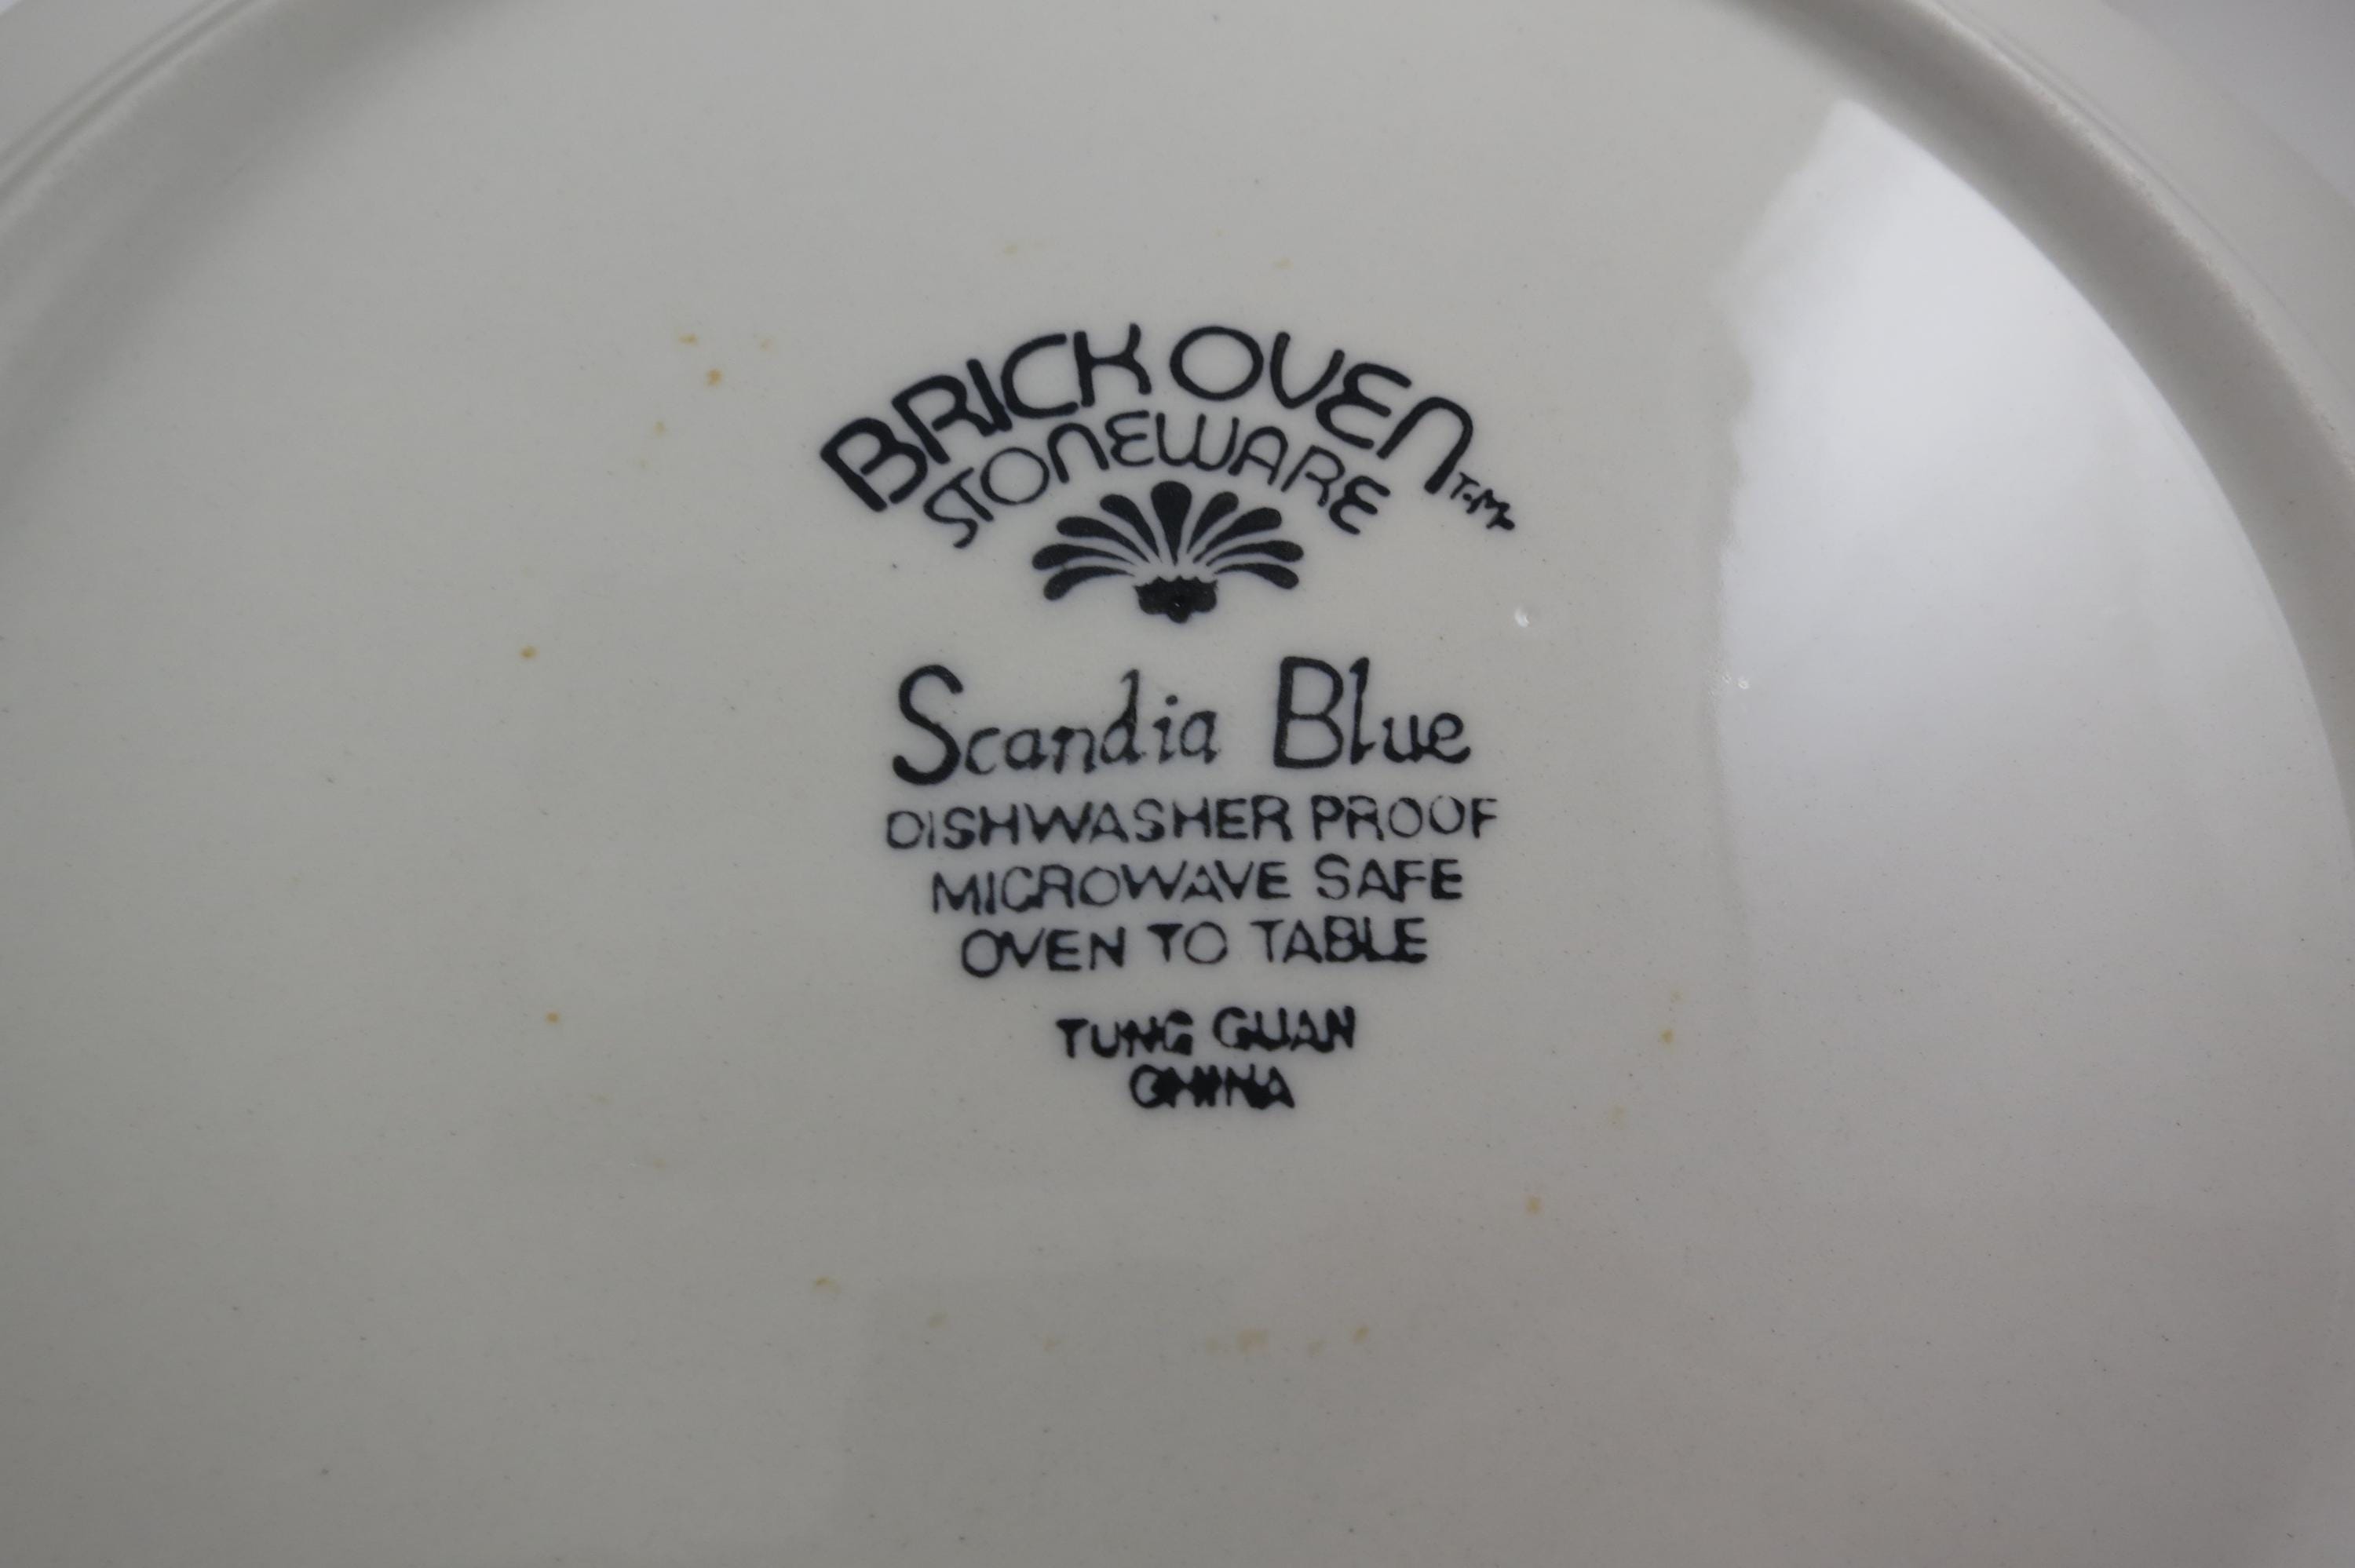 BRICK OVEN T.M.
STONEWARE
Scandia Blue
DISHWASHER PROOF
MICROWAVE SAFE
OVEN TO TABLE
TUNG GUAN
CHINA